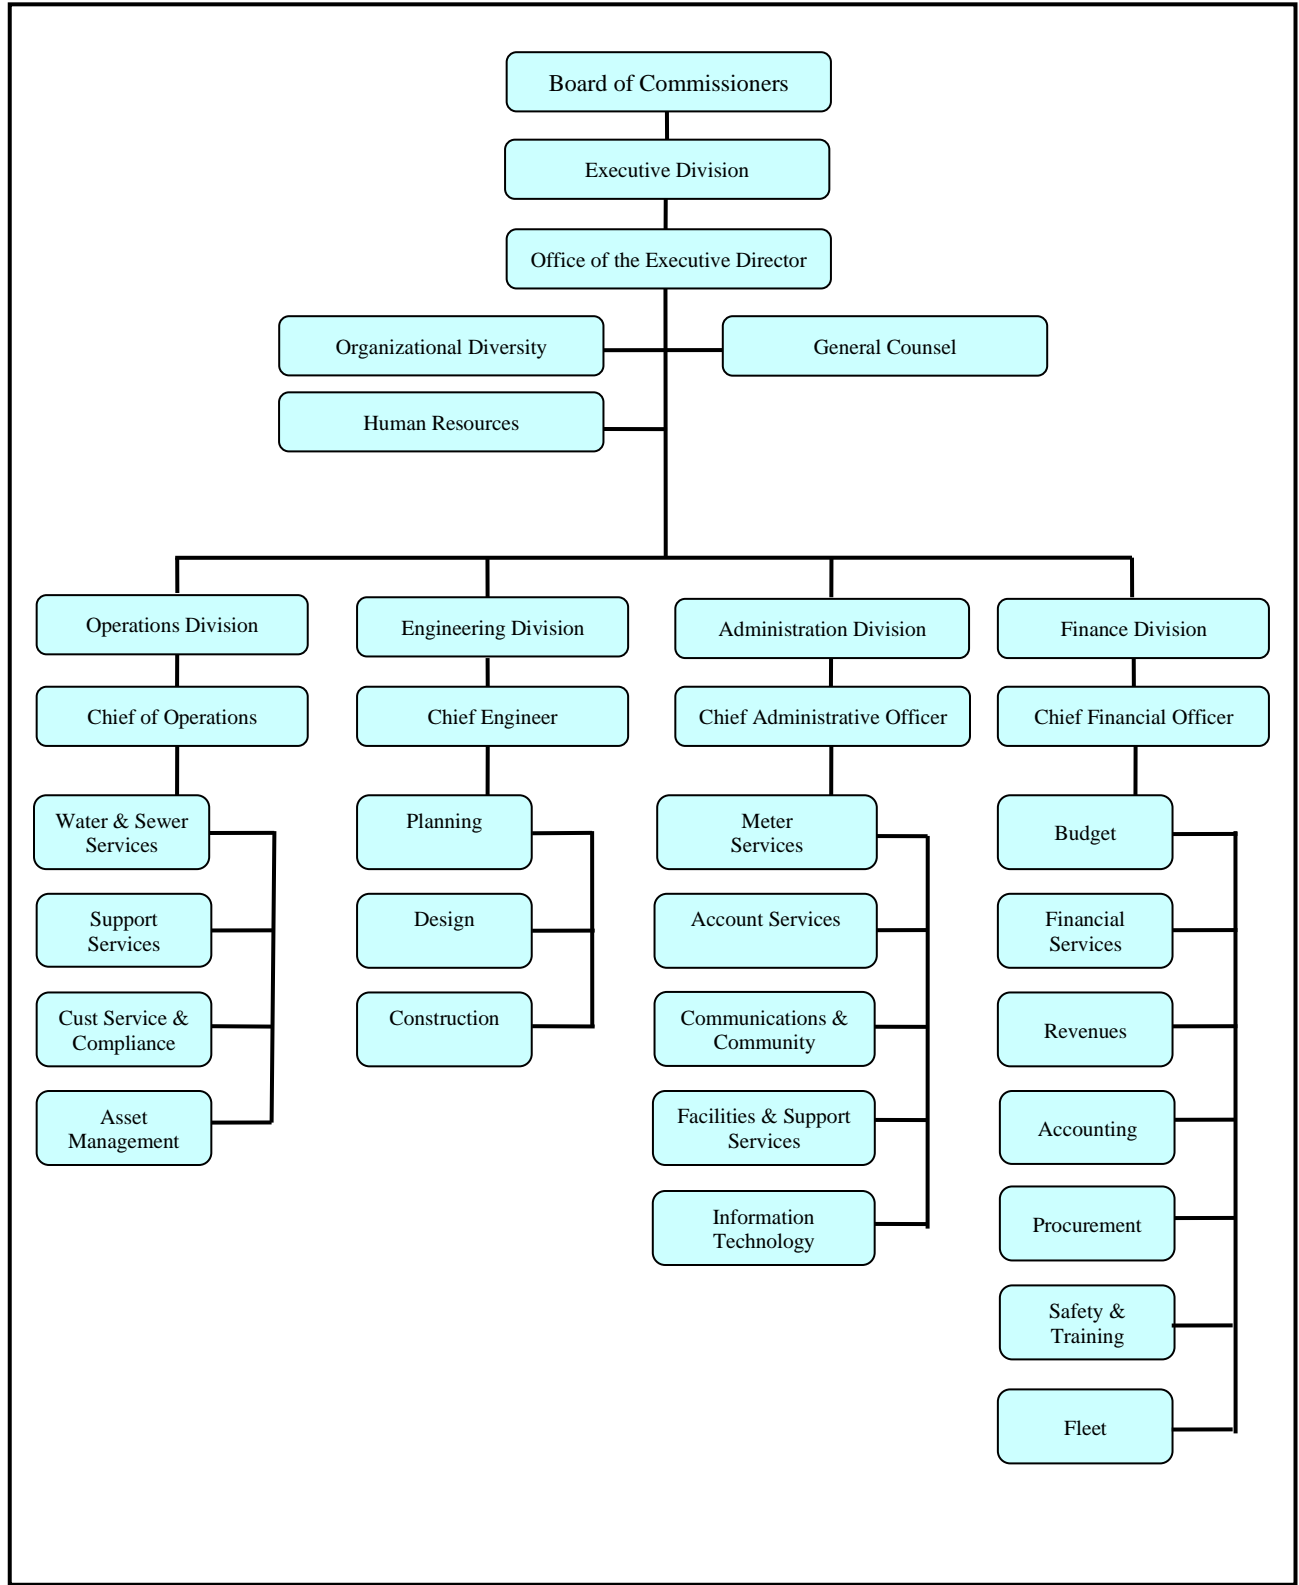 Board of Commissioners
Executive Division
Office of the Executive Director
Organizational Diversity
General Counsel
Human Resources
Operations Division
Engineering Division
Administration Division
Finance Division
Chief of Operations
Chief Engineer
Chief Administrative Officer
Chief Financial Officer
Water & Sewer
Services
Support
Services
Cust Service &
Compliance
Asset
Management
Planning
Design
Construction
Meter
Services
Account Services
Communications &
Community
Facilities & Support
Services
Information
Technology
Budget
Financial
Services
Revenues
Accounting
Procurement
Safety &
Training
Fleet